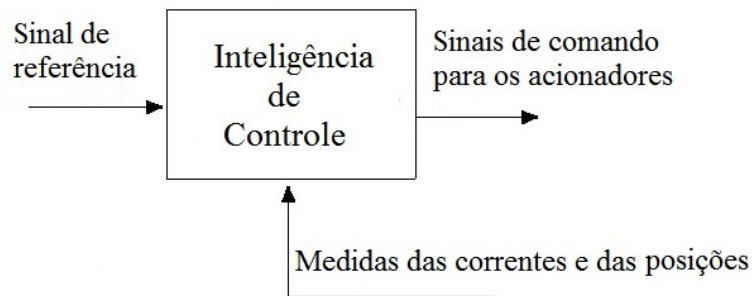 Sinal de
referência
Inteligência
de
Controle
Sinais de comando
para os acionadores
Medidas das correntes e das posições